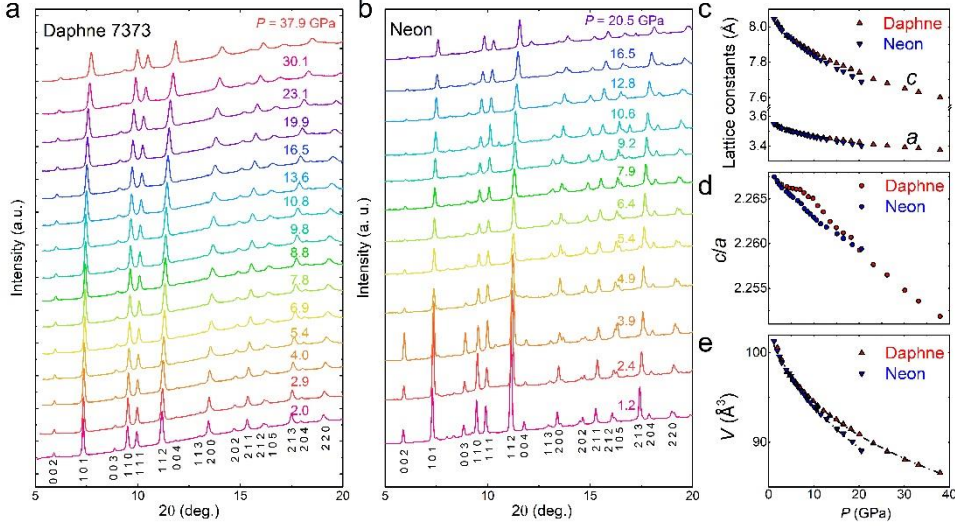 a
Daphne 7373
P = 37.9 GPa
30.1
23.1
19.9
16.5
13.6
10.8
9.8
8.8
7.8
6.9
5.4
4.0
2.9
2.0
0 0 2
1 0 1
0 0 3
1 1 0
1 1 2
0 0 4
1 1 3
2 0 0
2 0 2
2 1 1
2 1 2
1 0 5
2 1 3
2 0 4
2 2 0
5 10 15 20
2θ (deg.)
Intensity (a. u.)
b
Neon
P = 20.5 GPa
16.5
12.8
10.6
9.2
7.9
6.4
5.4
4.9
3.9
2.4
1.2
0 0 2
1 0 1
0 0 3
1 1 0
1 1 2
0 0 4
1 1 3
2 0 0
2 0 2
2 1 1
2 1 2
1 0 5
2 1 3
2 0 4
2 2 0
5 10 15 20
2θ (deg.)
Intensity (a. u.)
c
Daphne
Neon
c
a
8.0
7.8
7.6
3.6
3.4
Lattice constants (Å)
d
Daphne
Neon
2.265
2.260
2.255
c/a
e
Daphne
Neon
100
90
V (Å³)
0 10 20 30 40
P (GPa)